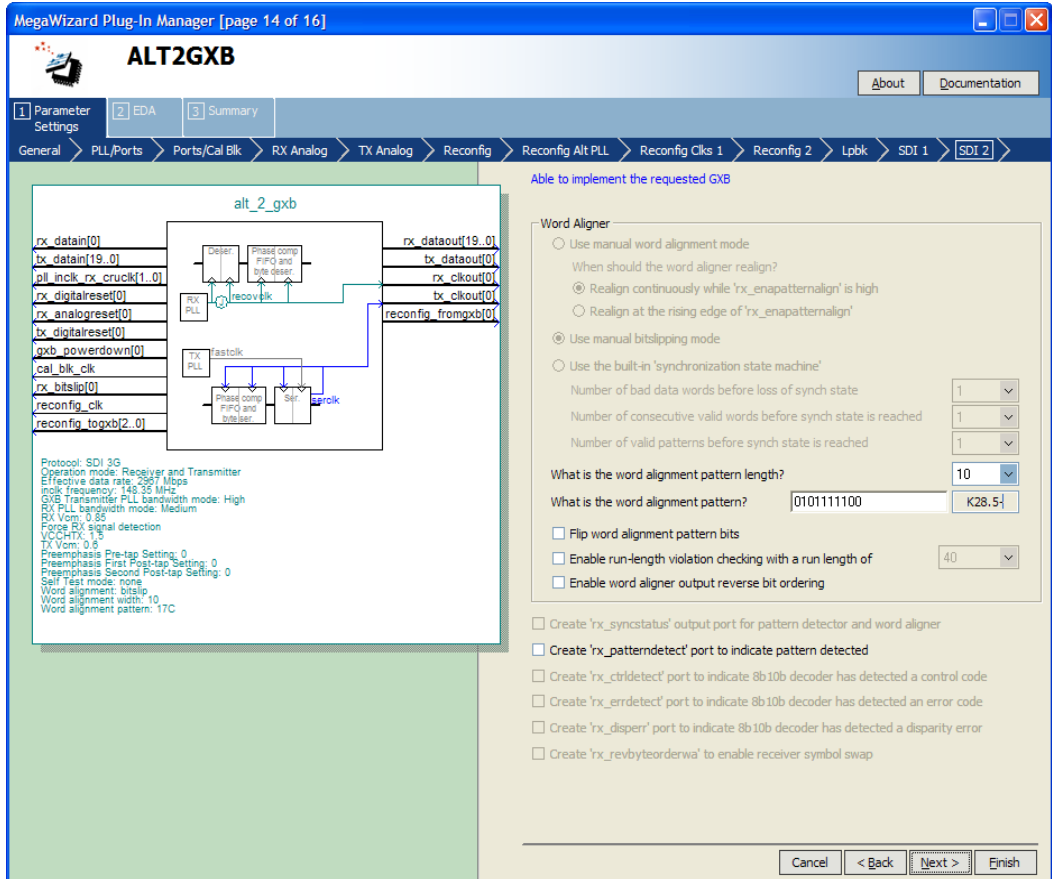 MegaWizard Plug-In Manager [page 14 of 16]
ALT2GXB
About
Documentation
1 Parameter Settings
2 EDA
3 Summary
General
PLL/Ports
Ports/Cal Blk
RX Analog
TX Analog
Reconfig
Reconfig Alt PLL
Reconfig Clks 1
Reconfig 2
Lpbk
SDI 1
SDI 2
alt_2_gxb
rx_datain[0]
tx_datain[19..0]
pll_inclk_rx_cruclk[1..0]
rx_digitalreset[0]
rx_analogreset[0]
tx_digitalreset[0]
gxb_powerdown[0]
cal_blk_clk
rx_bitslip[0]
reconfig_clk
reconfig_togxb[2..0]
Deser.
Phase comp
FIFO and
byte deser.
RX
PLL
recovclk
TX
PLL
fastclk
Phase comp
FIFO and
byte ser.
Ser.
serclk
rx_dataout[19..0]
tx_dataout[0]
rx_clkout[0]
tx_clkout[0]
reconfig_fromgxb[0]
Protocol: SDI 3G
Operation mode: Receiver and Transmitter
Effective data rate: 2967 Mbps
inclk frequency: 148.35 MHz
GXB Transmitter PLL bandwidth mode: High
RX PLL bandwidth mode: Medium
RX Vcm: 0.85
Force RX signal detection
VCCHTX: 1.5
TX Vcm: 0.6
Preemphasis Pre-tap Setting: 0
Preemphasis First Post-tap Setting: 0
Preemphasis Second Post-tap Setting: 0
Self Test mode: none
Word alignment: bitslip
Word alignment width: 10
Word alignment pattern: 17C
Able to implement the requested GXB
Word Aligner
Use manual word alignment mode
When should the word aligner realign?
Realign continuously while 'rx_enapatternalign' is high
Realign at the rising edge of 'rx_enapatternalign'
Use manual bitslipping mode
Use the built-in 'synchronization state machine'
Number of bad data words before loss of synch state 1
Number of consecutive valid words before synch state is reached 1
Number of valid patterns before synch state is reached 1
What is the word alignment pattern length? 10
What is the word alignment pattern? 0101111100 K28.5-
Flip word alignment pattern bits
Enable run-length violation checking with a run length of 40
Enable word aligner output reverse bit ordering
Create 'rx_syncstatus' output port for pattern detector and word aligner
Create 'rx_patterndetect' port to indicate pattern detected
Create 'rx_ctrldetect' port to indicate 8b10b decoder has detected a control code
Create 'rx_errdetect' port to indicate 8b10b decoder has detected an error code
Create 'rx_disperr' port to indicate 8b10b decoder has detected a disparity error
Create 'rx_revbyteorderwa' to enable receiver symbol swap
Cancel
< Back
Next >
Finish